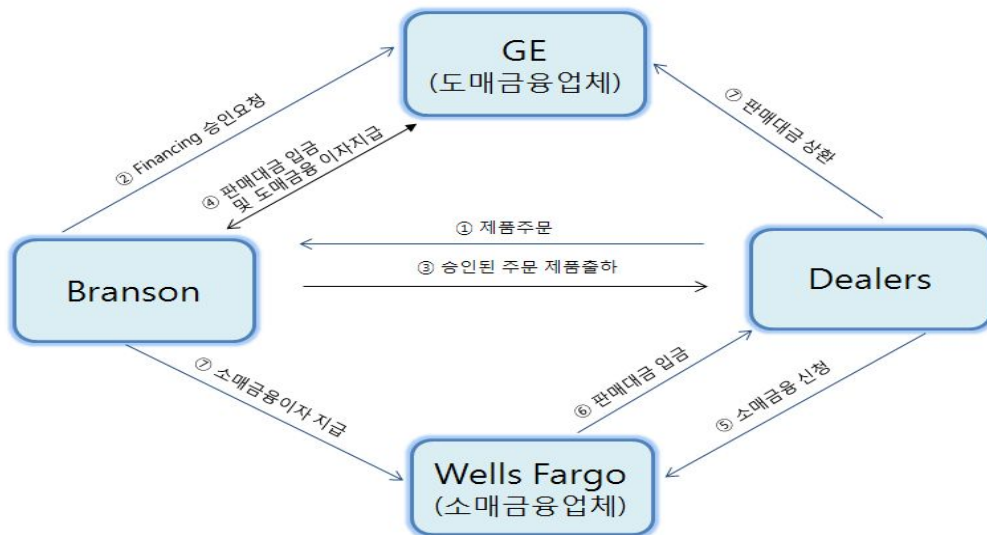 GE
(도매금융업체)
② Financing 승인요청
④ 판매대금 입금
및 도매금융 이자지급
⑦ 판매대금 상환
① 제품주문
③ 승인된 주문 제품출하
Branson
Dealers
⑦ 소매금융이자 지급
⑥ 판매대금 입금
⑤ 소매금융 신청
Wells Fargo
(소매금융업체)